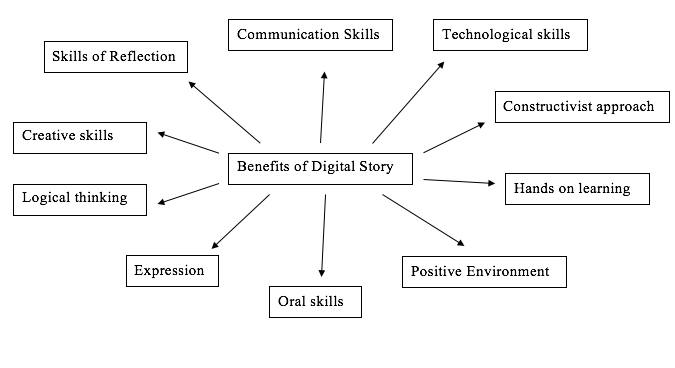 Communication Skills
Technological skills
Skills of Reflection
Constructivist approach
Creative skills
Benefits of Digital Story
Hands on learning
Logical thinking
Expression
Positive Environment
Oral skills